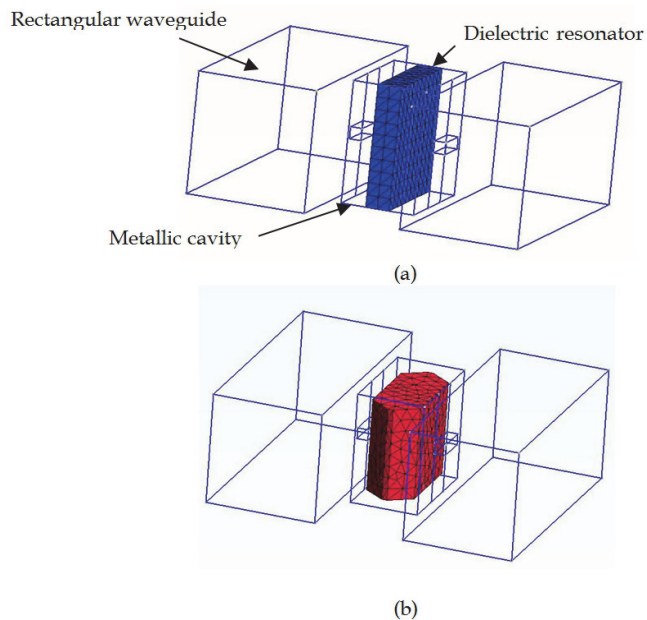 Rectangular waveguide
Dielectric resonator
Metallic cavity
(a)
(b)